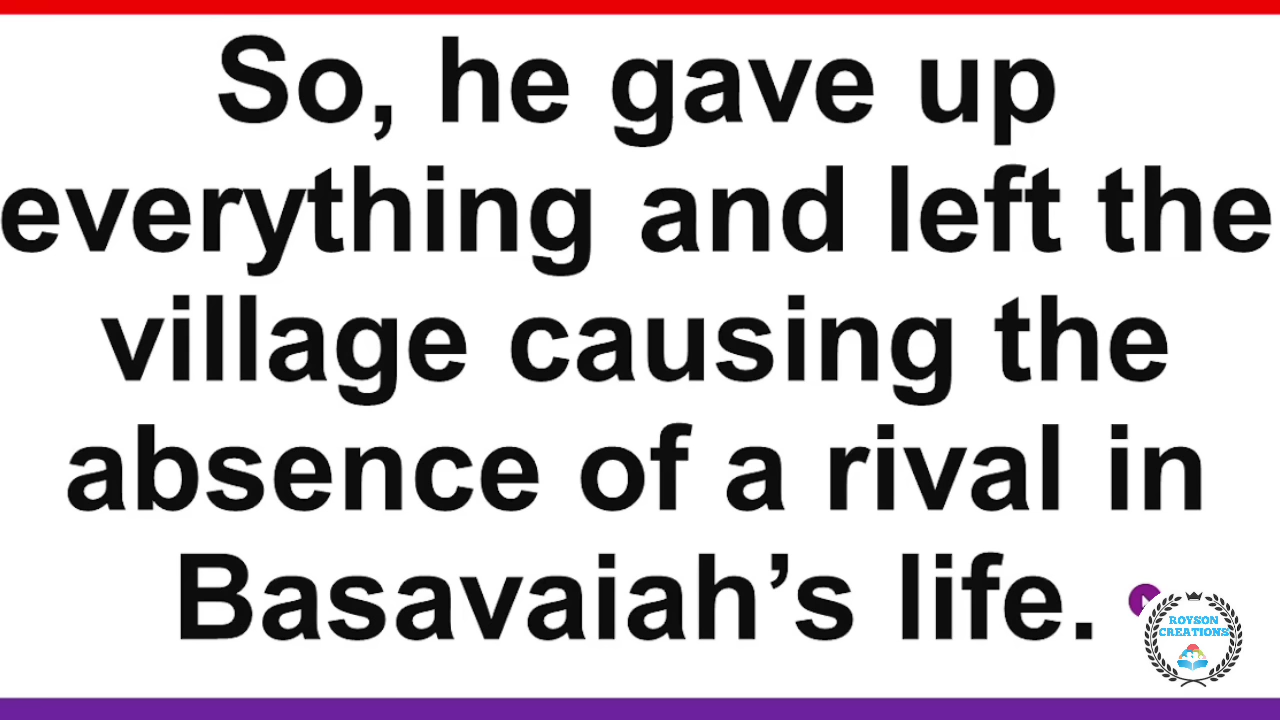 So, he gave up
everything and left the
village causing the
absence of a rival in
Basavaiah’s life.
ROYSON
CREATIONS